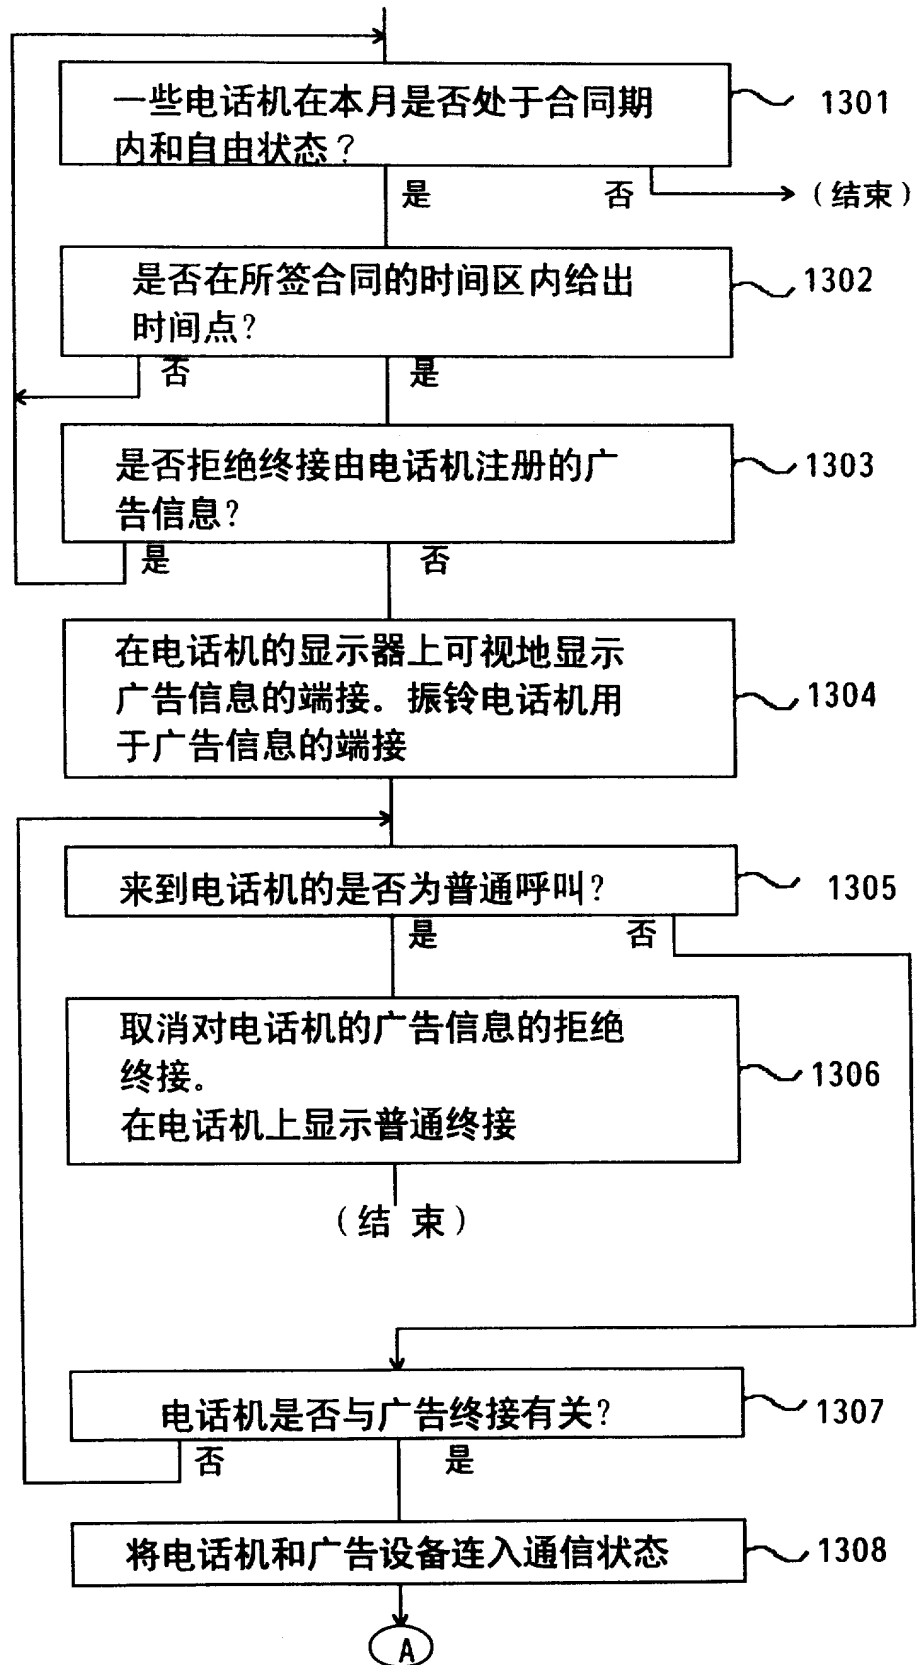 一些电话机在本月是否处于合同期
内和自由状态？
1301
是
否
（结束）
是否在所签合同的时间区内给出
时间点？
1302
否
是
是否拒绝终接由电话机注册的广
告信息？
1303
是
否
在电话机的显示器上可视地显示
广告信息的端接。振铃电话机用
于广告信息的端接
1304
来到电话机的是否为普通呼叫？
1305
是
否
取消对电话机的广告信息的拒绝
终接。
在电话机上显示普通终接
1306
（结 束）
电话机是否与广告终接有关？
1307
否
是
将电话机和广告设备连入通信状态
1308
A